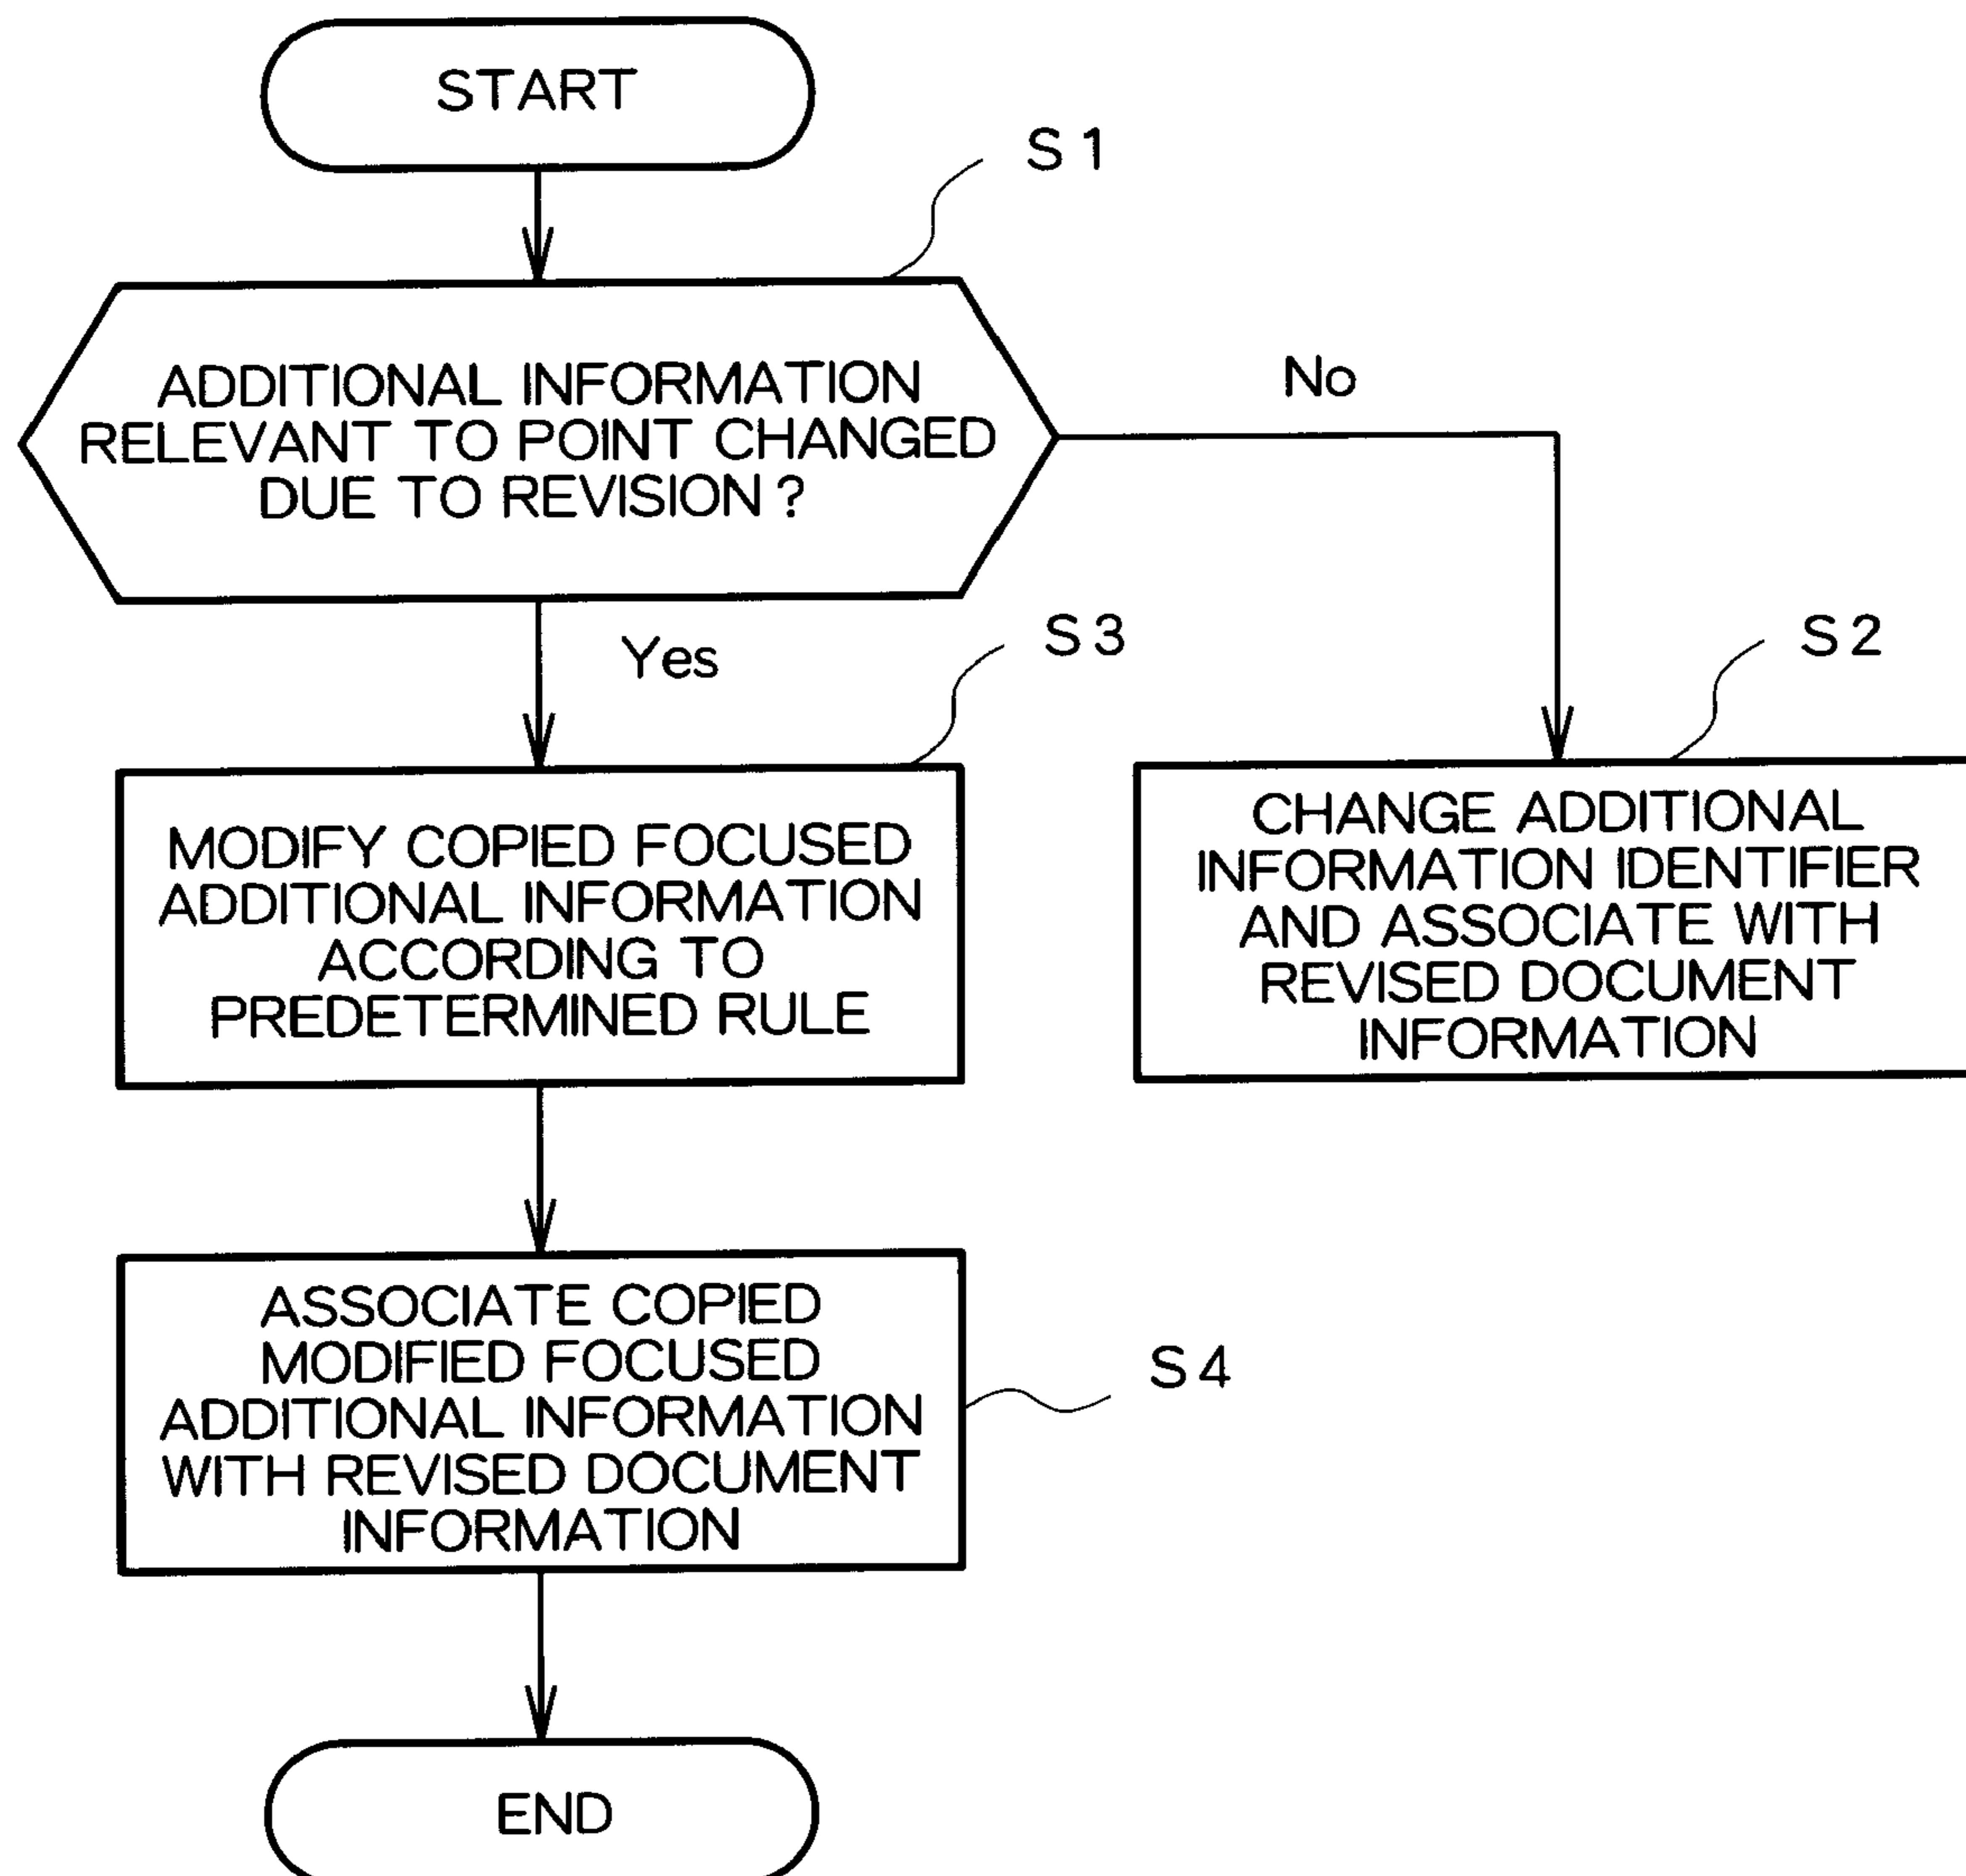 START
S1
ADDITIONAL INFORMATION
RELEVANT TO POINT CHANGED
DUE TO REVISION?
No
Yes
S3
S2
MODIFY COPIED FOCUSED
ADDITIONAL INFORMATION
ACCORDING TO
PREDETERMINED RULE
CHANGE ADDITIONAL
INFORMATION IDENTIFIER
AND ASSOCIATE WITH
REVISED DOCUMENT
INFORMATION
ASSOCIATE COPIED
MODIFIED FOCUSED
ADDITIONAL INFORMATION
WITH REVISED DOCUMENT
INFORMATION
S4
END